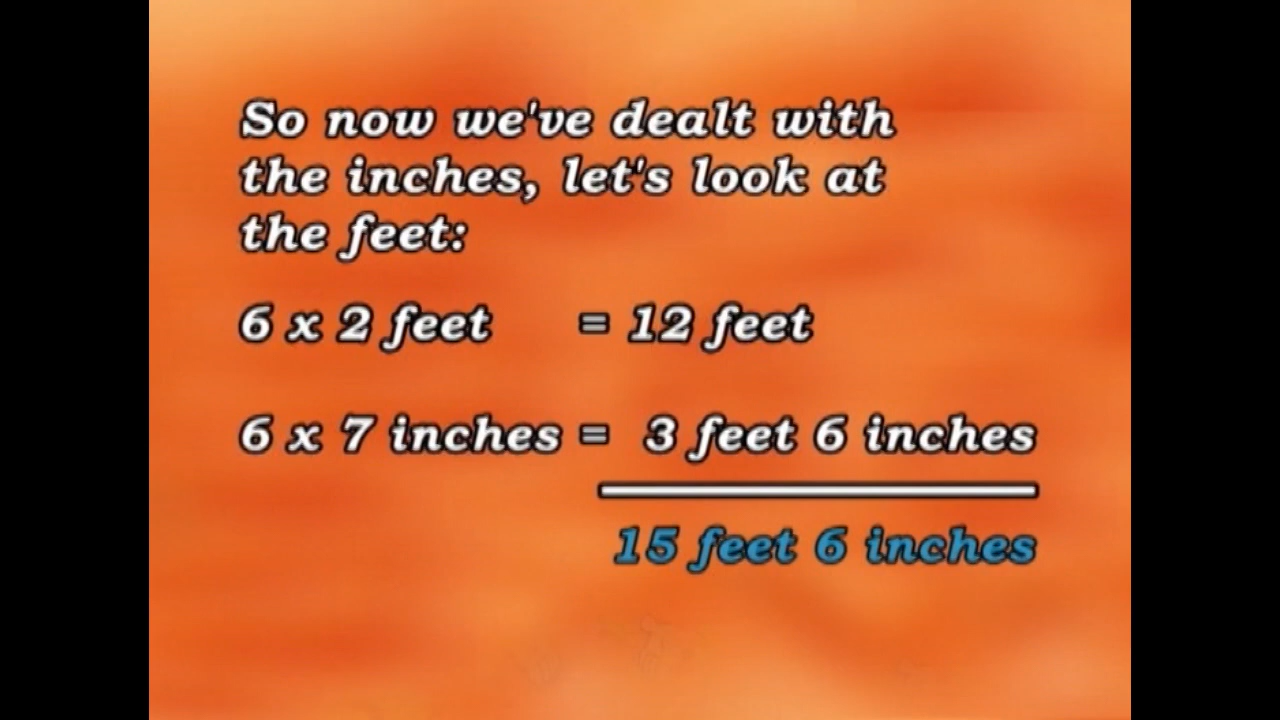 So now we've dealt with
the inches, let's look at
the feet:
6 x 2 feet = 12 feet
6 x 7 inches = 3 feet 6 inches
15 feet 6 inches